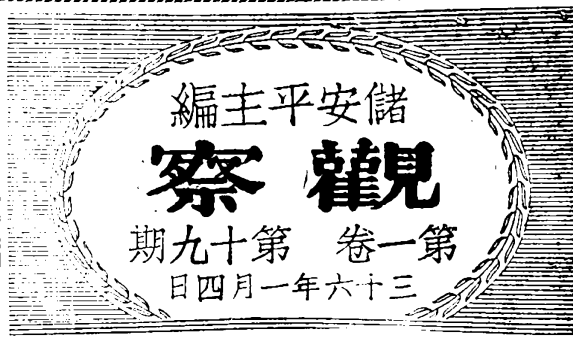 儲安平主編
觀察
第一卷 第十九期
三十六年一月四日